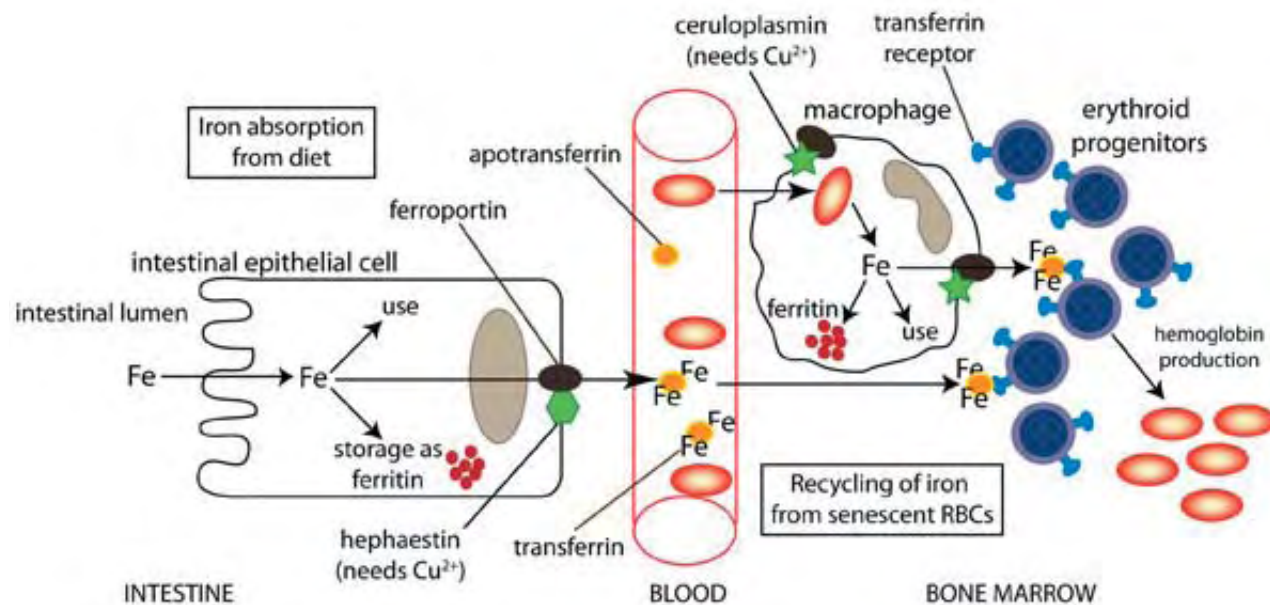 ceruloplasmin
(needs Cu²⁺)
transferrin
receptor
macrophage
erythroid
progenitors
Iron absorption
from diet
apotransferrin
ferroportin
intestinal epithelial cell
intestinal lumen
use
Fe
Fe
storage as
ferritin
hephaestin
(needs Cu²⁺)
transferrin
Fe
Fe
Fe
Fe
Fe
ferritin
use
Fe
Fe
Fe
Fe
hemoglobin
production
Recycling of iron
from senescent RBCs
INTESTINE
BLOOD
BONE MARROW